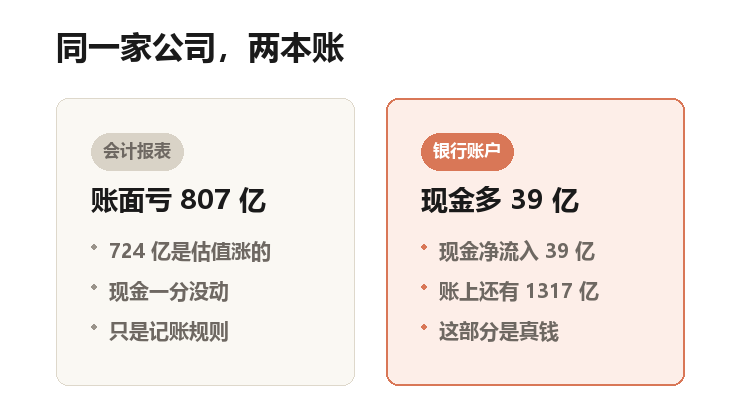 同一家公司，两本账
会计报表
账面亏 807 亿
724 亿是估值涨的
现金一分没动
只是记账规则
银行账户
现金多 39 亿
现金净流入 39 亿
账上还有 1317 亿
这部分是真钱